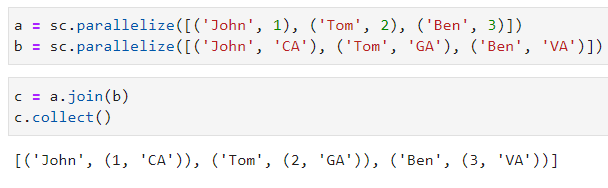 a = sc.parallelize([('John', 1), ('Tom', 2), ('Ben', 3)])
b = sc.parallelize([('John', 'CA'), ('Tom', 'GA'), ('Ben', 'VA')])
c = a.join(b)
c.collect()
[('John', (1, 'CA')), ('Tom', (2, 'GA')), ('Ben', (3, 'VA'))]